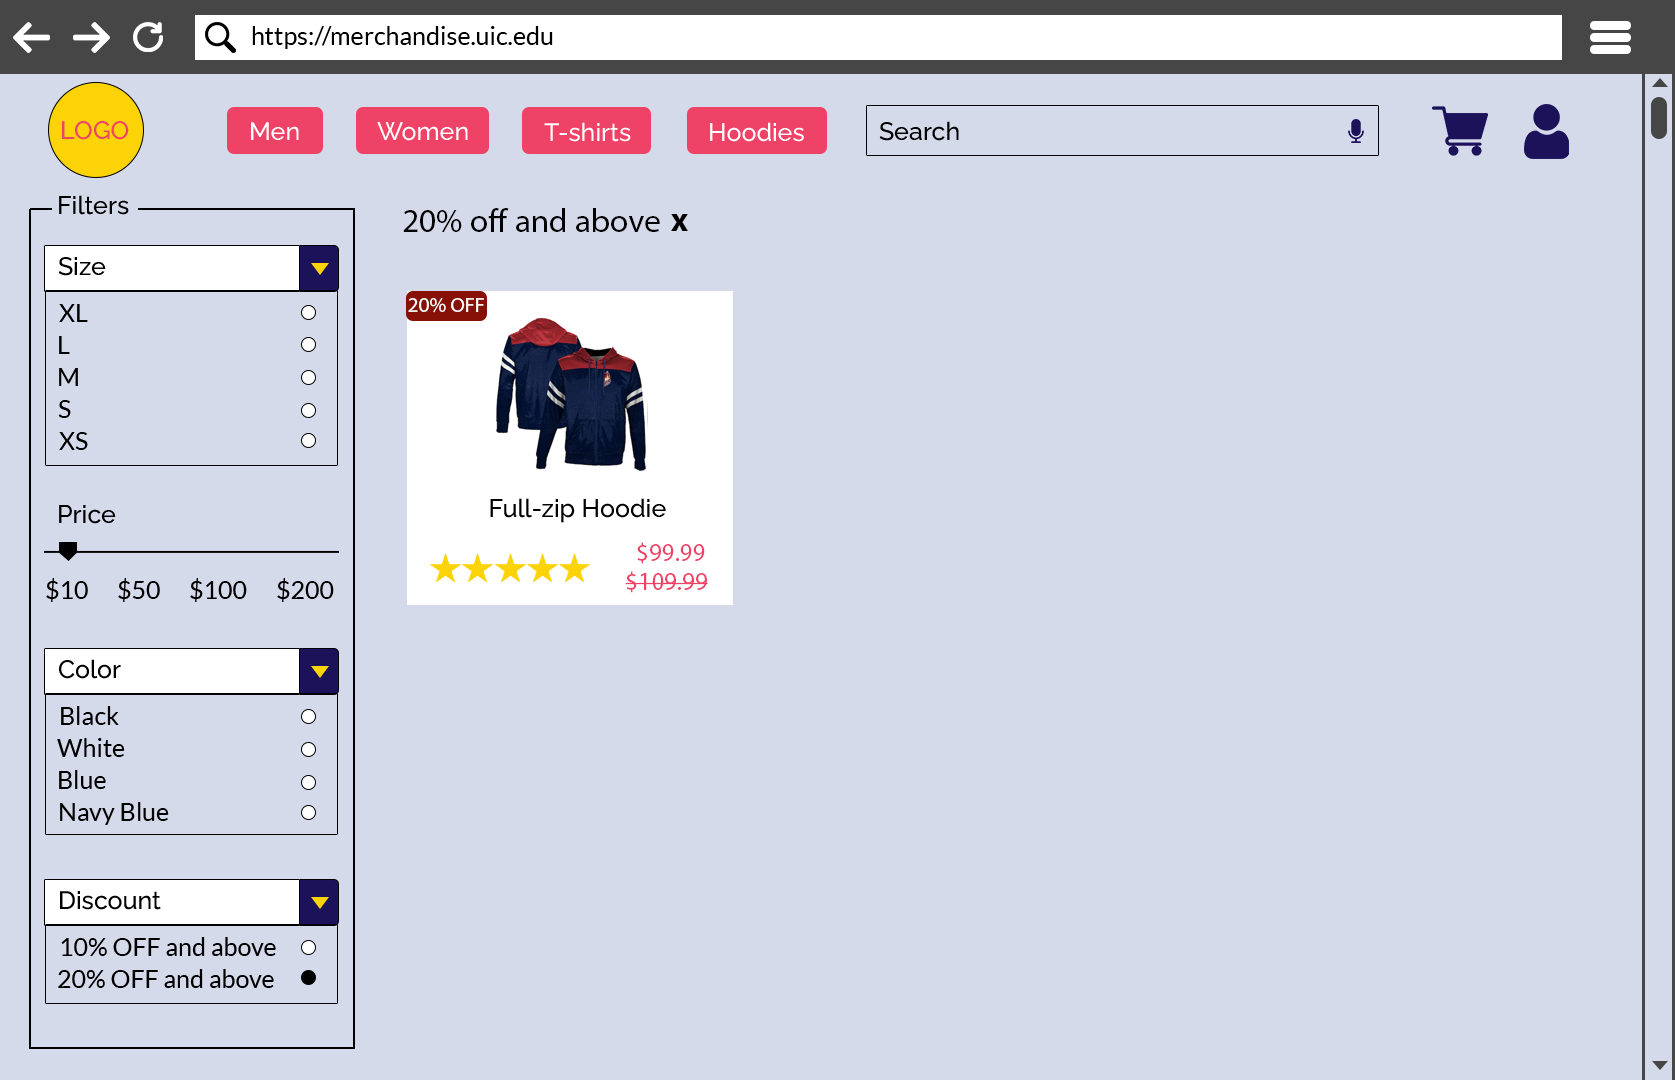 https://merchandise.uic.edu
LOGO
Men
Women
T-shirts
Hoodies
Search
Filters
Size
XL
L
M
S
XS
Price
$10 $50 $100 $200
Color
Black
White
Blue
Navy Blue
Discount
10% OFF and above
20% OFF and above
20% off and above x
20% OFF
Full-zip Hoodie
$99.99
$109.99